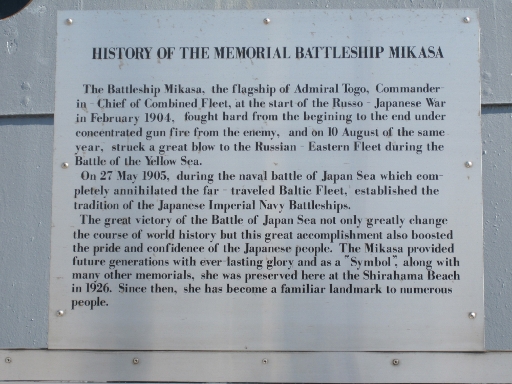 HISTORY OF THE MEMORIAL BATTLESHIP MIKASA
The Battleship Mikasa, the flagship of Admiral Togo, Commander-
in - Chief of Combined Fleet, at the start of the Russo - Japanese War
in February 1904, fought hard from the begining to the end under
concentrated gun fire from the enemy, and on 10 August of the same
year, struck a great blow to the Russian - Eastern Fleet during the
Battle of the Yellow Sea.
On 27 May 1905, during the naval battle of Japan Sea which com-
pletely annihilated the far - traveled Baltic Fleet, established the
tradition of the Japanese Imperial Navy Battleships.
The great victory of the Battle of Japan Sea not only greatly change
the course of world history but this great accomplishment also boosted
the pride and confidence of the Japanese people. The Mikasa provided
future generations with ever-lasting glory and as a "Symbol", along with
many other memorials, she was preserved here at the Shirahama Beach
in 1926. Since then, she has become a familiar landmark to numerous
people.